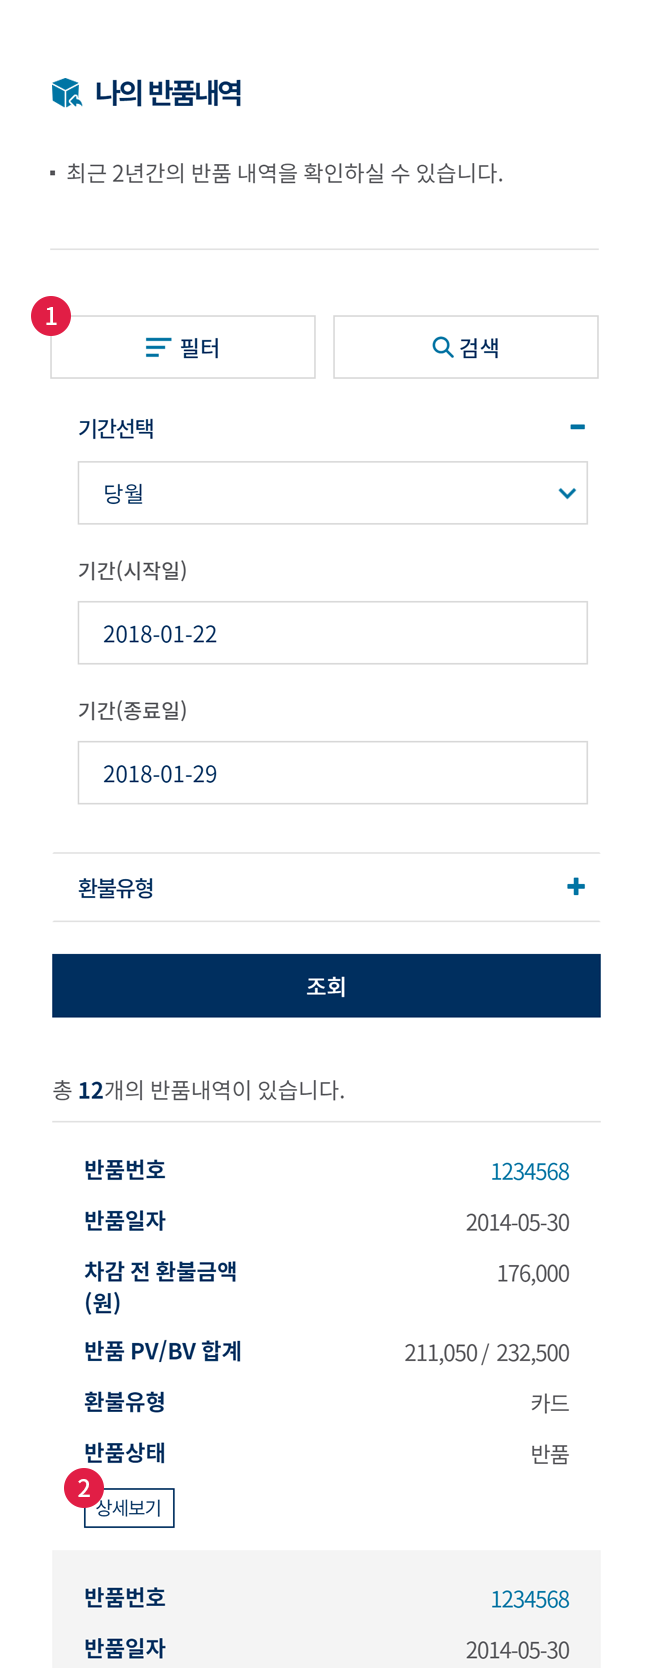 나의 반품내역
▪ 최근 2년간의 반품 내역을 확인하실 수 있습니다.
1
필터 검색
기간선택
당월
기간(시작일)
2018-01-22
기간(종료일)
2018-01-29
환불유형
조회
총 12개의 반품내역이 있습니다.
반품번호 1234568
반품일자 2014-05-30
차감 전 환불금액 176,000
(원)
반품 PV/BV 합계 211,050 / 232,500
환불유형 카드
반품상태 반품
2
상세보기
반품번호 1234568
반품일자 2014-05-30